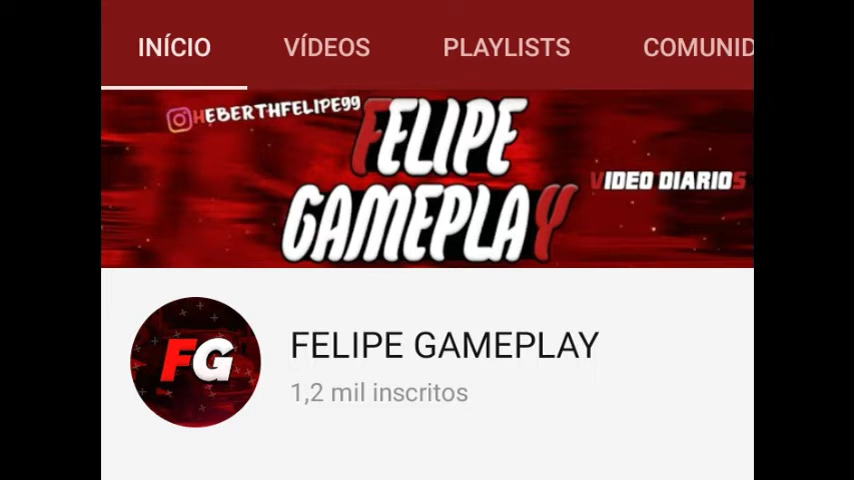 INÍCIO VÍDEOS PLAYLISTS COMUNID
HEBERTHFELIPE99
FELIPE
GAMEPLAY
VIDEO DIARIOS
FG
FELIPE GAMEPLAY
1,2 mil inscritos